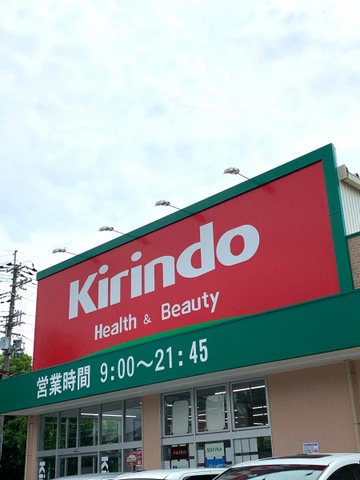 Kirindo
Health & Beauty
営業時間 9:00～21:45